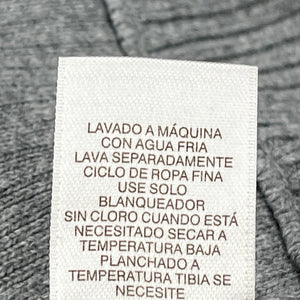 LAVADO A MÁQUINA
CON AGUA FRIA
LAVA SEPARADAMENTE
CICLO DE ROPA FINA
USE SOLO
BLANQUEADOR
SIN CLORO CUANDO ESTÁ
NECESITADO SECAR A
TEMPERATURA BAJA
PLANCHADO A
TEMPERATURA TIBIA SE
NECESITE